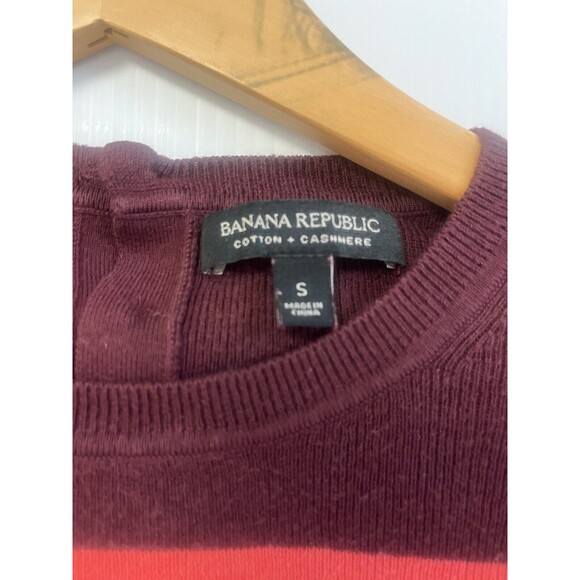 BANANA REPUBLIC
COTTON + CASHMERE
S
MADE IN
CHINA